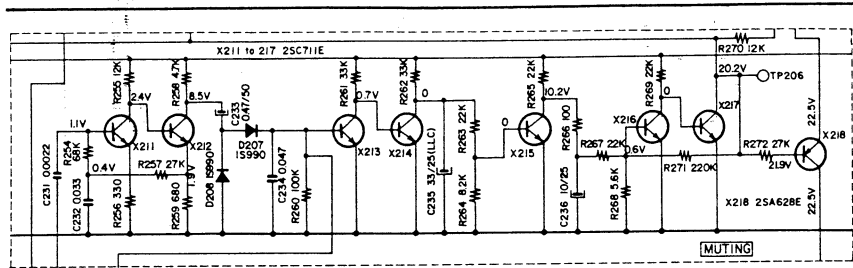 X211 to 217 2SC711E
R270 12K
20.2V
TP206
R255 12K
2.4V
R258 4.7K
8.5V
C233 0.47/50
R261 33K
0.7V
R262 33K
0
R265 22K
10.2V
R269 22K
0
22.5V
1.1V
C231 0.0022
R254 68K
X211
X212
D207 1S990
X213
X214
R263 22K
0
X215
R266 100
X216
R267 22K
0.6V
X217
R272 27K
21.9V
X218
0.4V
R257 27K
1.9V
C232 0.033
R256 330
R259 680
D208 1S990
C234 0.047
R260 100K
C235 33/25(LLC)
R264 8.2K
C236 10/25
R268 5.6K
R271 220K
X218 2SA628E
22.5V
MUTING